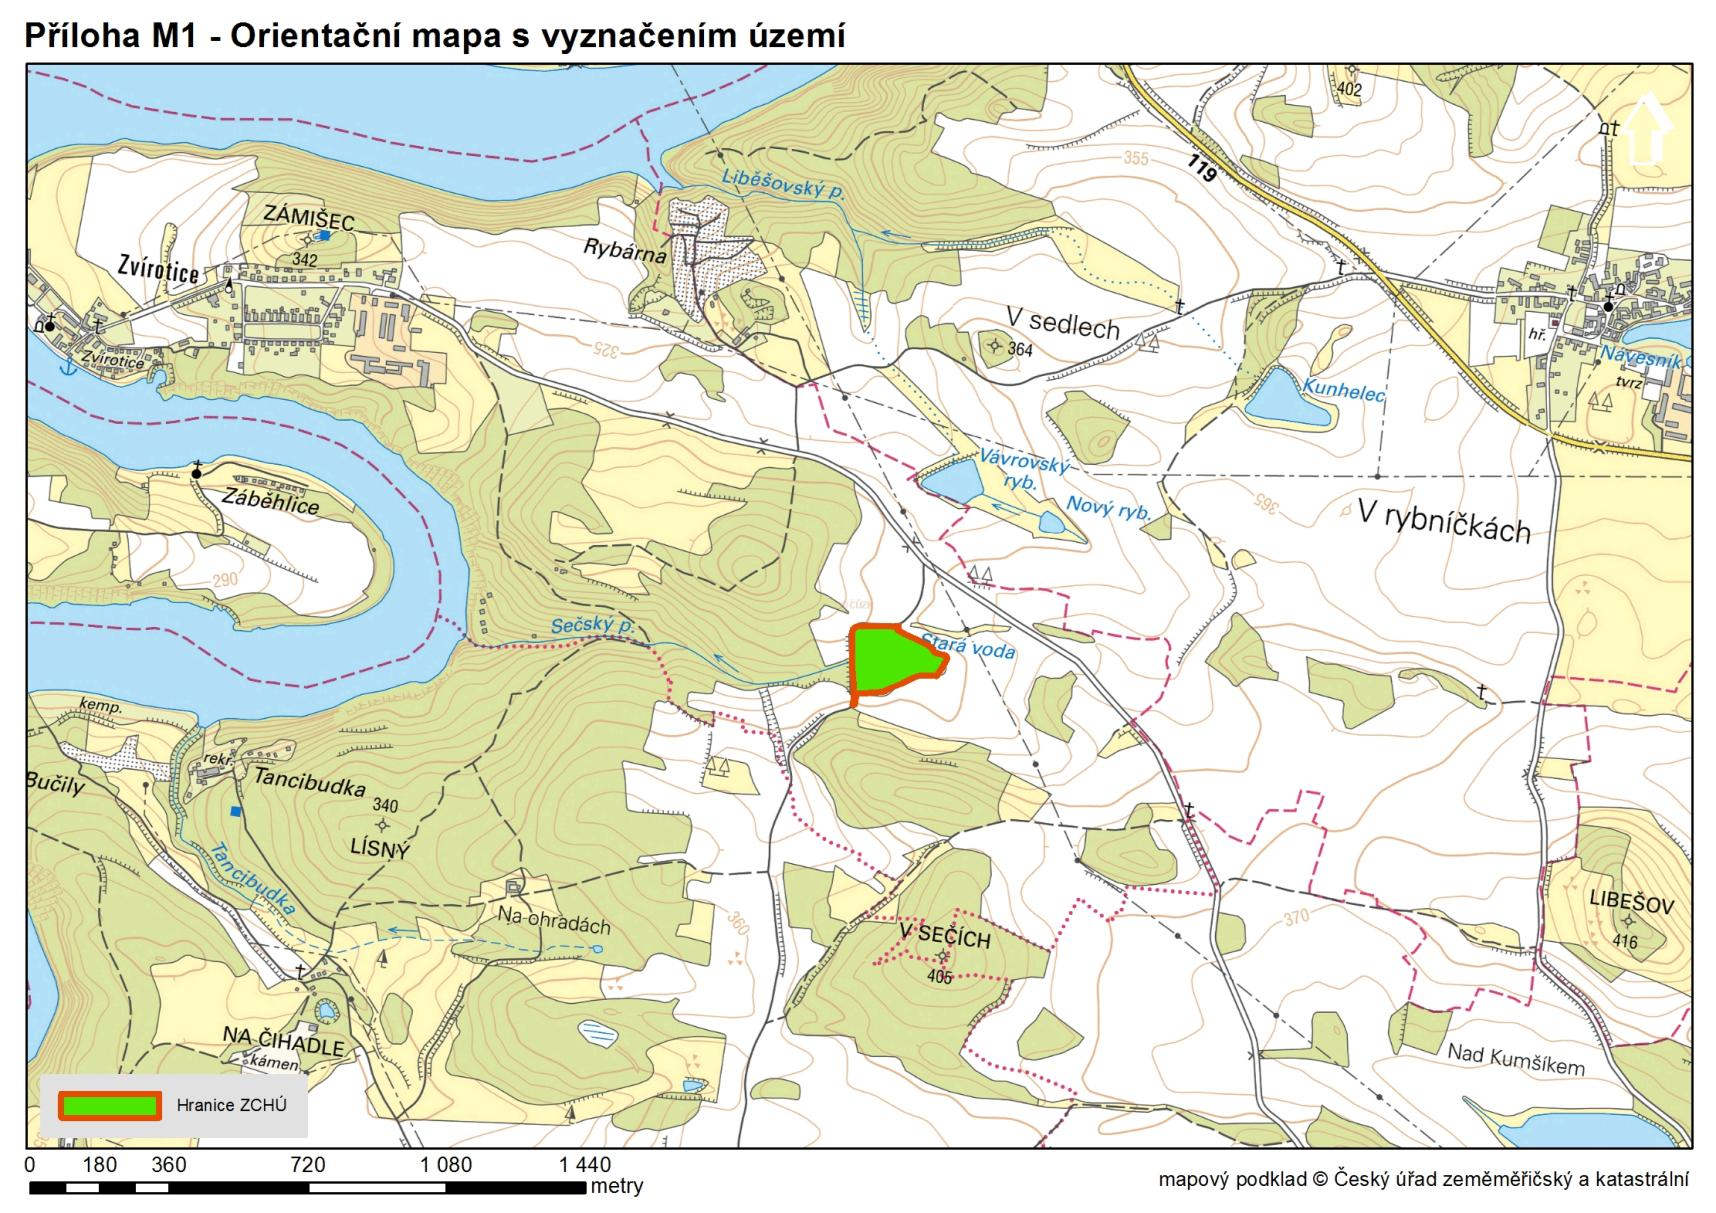 Příloha M1 - Orientační mapa s vyznačením území
402
355
119
Liběšovský p.
ZÁMIŠEC
342
Zvírotice
Rybárna
325
V sedlech
364
hř.
Návesník
tvrz
Zvírotice
Kunhelec
Vávrovský
ryb.
Nový ryb.
365
V rybníčkách
Záběhlice
290
Sečský p.
Stará voda
kemp.
rekr.
Bučily
Tancibudka
340
LÍSNÝ
Tancibudka
Na ohradách
360
V SEČÍCH
405
370
LIBEŠOV
416
NA ČIHADLE
kámen
Nad Kumšíkem
Hranice ZCHÚ
0 180 360 720 1 080 1 440
metry
mapový podklad © Český úřad zeměměřičský a katastrální